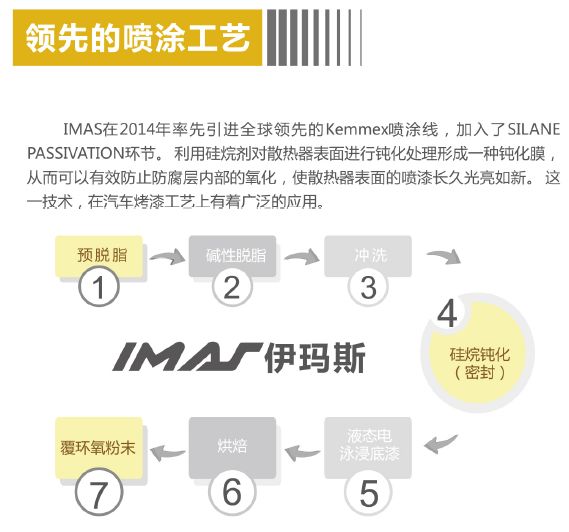 领先的喷涂工艺
IMAS在2014年率先引进全球领先的Kemmex喷涂线，加入了SILANE
PASSIVATION环节。 利用硅烷剂对散热器表面进行钝化处理形成一种钝化膜，
从而可以有效防止防腐层内部的氧化，使散热器表面的喷漆长久光亮如新。 这
一技术，在汽车烤漆工艺上有着广泛的应用。
预脱脂
1
碱性脱脂
2
冲洗
3
4
硅烷钝化
（密封）
IMAS伊玛斯
覆环氧粉末
7
烘焙
6
液态电
泳浸底漆
5